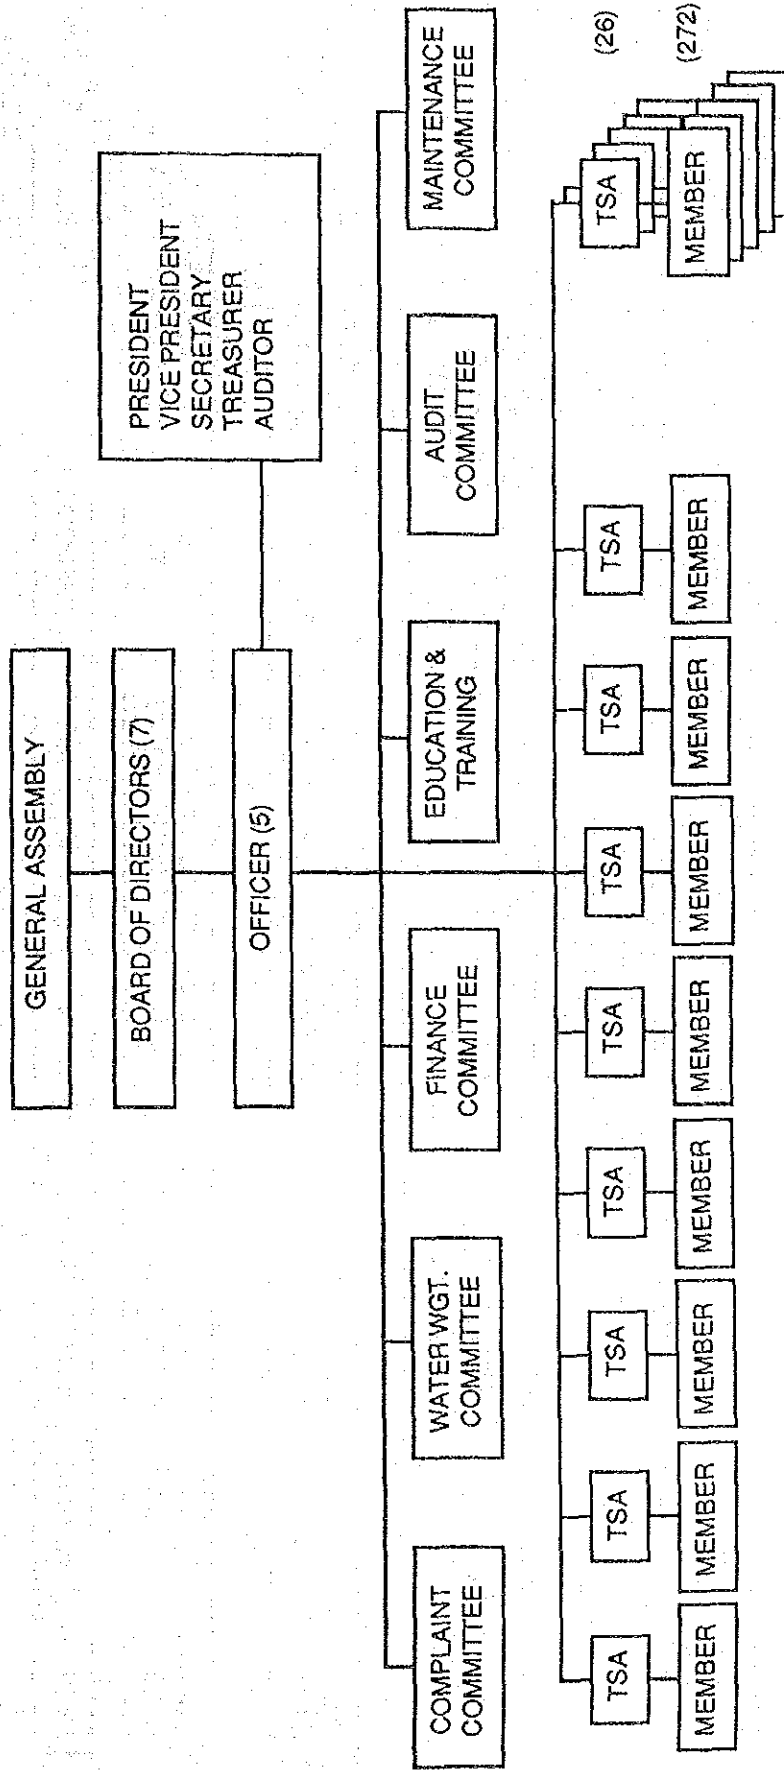 GENERAL ASSEMBLY
BOARD OF DIRECTORS (7)
OFFICER (5)
PRESIDENT
VICE PRESIDENT
SECRETARY
TREASURER
AUDITOR
COMPLAINT
COMMITTEE
WATER WGT.
COMMITTEE
FINANCE
COMMITTEE
EDUCATION &
TRAINING
AUDIT
COMMITTEE
MAINTENANCE
COMMITTEE
TSA
TSA
TSA
TSA
TSA
TSA
TSA
TSA
TSA
(26)
MEMBER
MEMBER
MEMBER
MEMBER
MEMBER
MEMBER
MEMBER
MEMBER
MEMBER
(272)